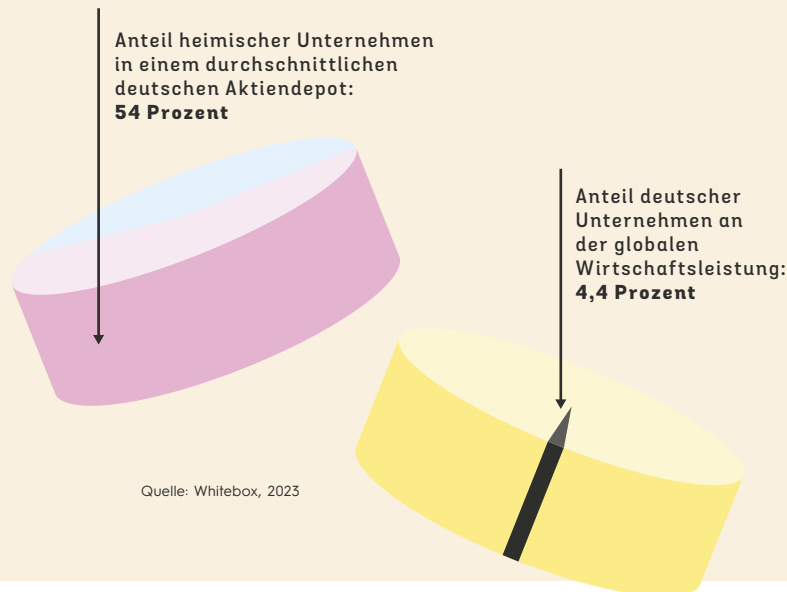 Anteil heimischer Unternehmen
in einem durchschnittlichen
deutschen Aktiendepot:
54 Prozent
Anteil deutscher
Unternehmen an
der globalen
Wirtschaftsleistung:
4,4 Prozent
Quelle: Whitebox, 2023